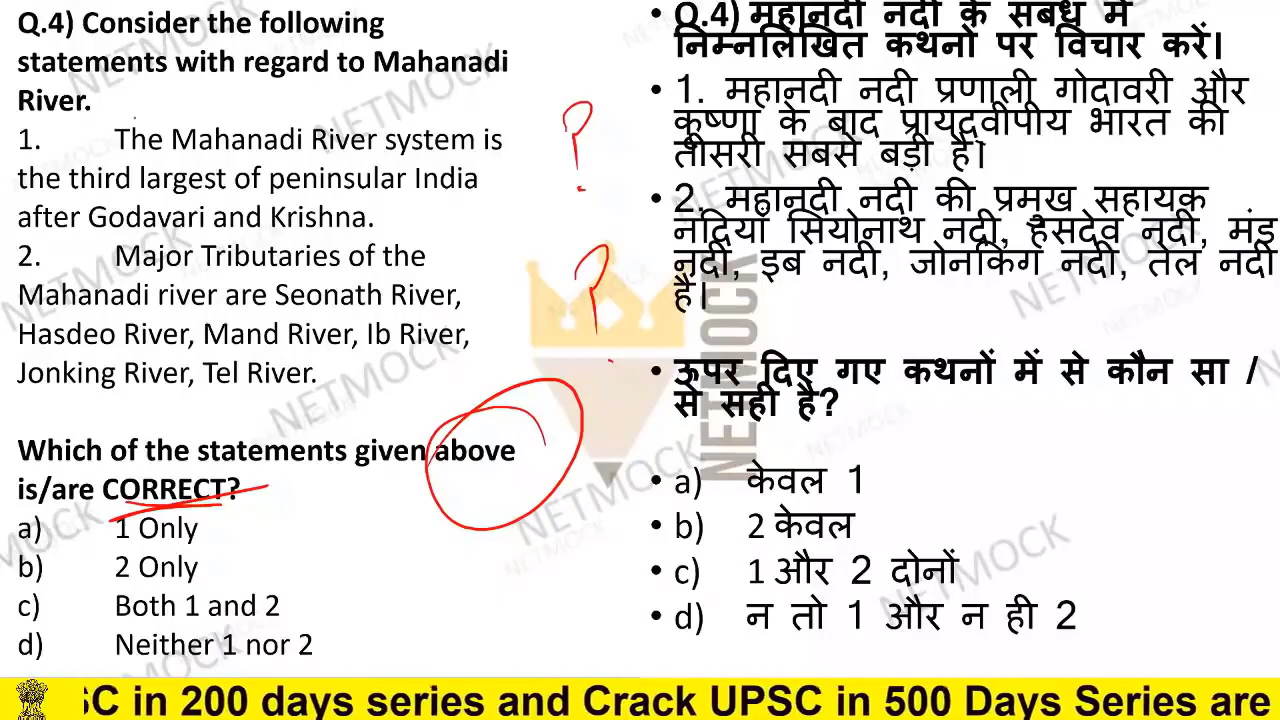 Q.4) Consider the following
statements with regard to Mahanadi
River.
1. The Mahanadi River system is
the third largest of peninsular India
after Godavari and Krishna.
2. Major Tributaries of the
Mahanadi river are Seonath River,
Hasdeo River, Mand River, Ib River,
Jonking River, Tel River.
Which of the statements given above
is/are CORRECT?
a) 1 Only
b) 2 Only
c) Both 1 and 2
d) Neither 1 nor 2
• Q.4) महानदी नदी के संबंध में
निम्नलिखित कथनों पर विचार करें।
• 1. महानदी नदी प्रणाली गोदावरी और
कृष्णा के बाद प्रायद्वीपीय भारत की
तीसरी सबसे बड़ी है।
• 2. महानदी नदी की प्रमुख सहायक
नदियाँ सियोनाथ नदी, हसदेव नदी, मंड
नदी, इब नदी, जोनकिंग नदी, तेल नदी
हैं।
• ऊपर दिए गए कथनों में से कौन सा /
से सही है?
• a) केवल 1
• b) 2 केवल
• c) 1 और 2 दोनों
• d) न तो 1 और न ही 2
?
?
NETMOCK
SC in 200 days series and Crack UPSC in 500 Days Series are